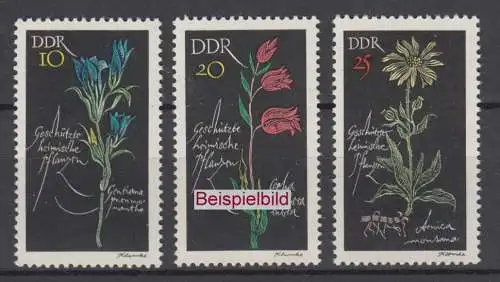 DDR
10
Geschützte
heimische
Pflanzen
Gentiana
DDR
20
Geschützte
heimische
Pflanzen
Beispielbild
DDR
25
Geschützte
heimische
Pflanzen
Arnica
montana